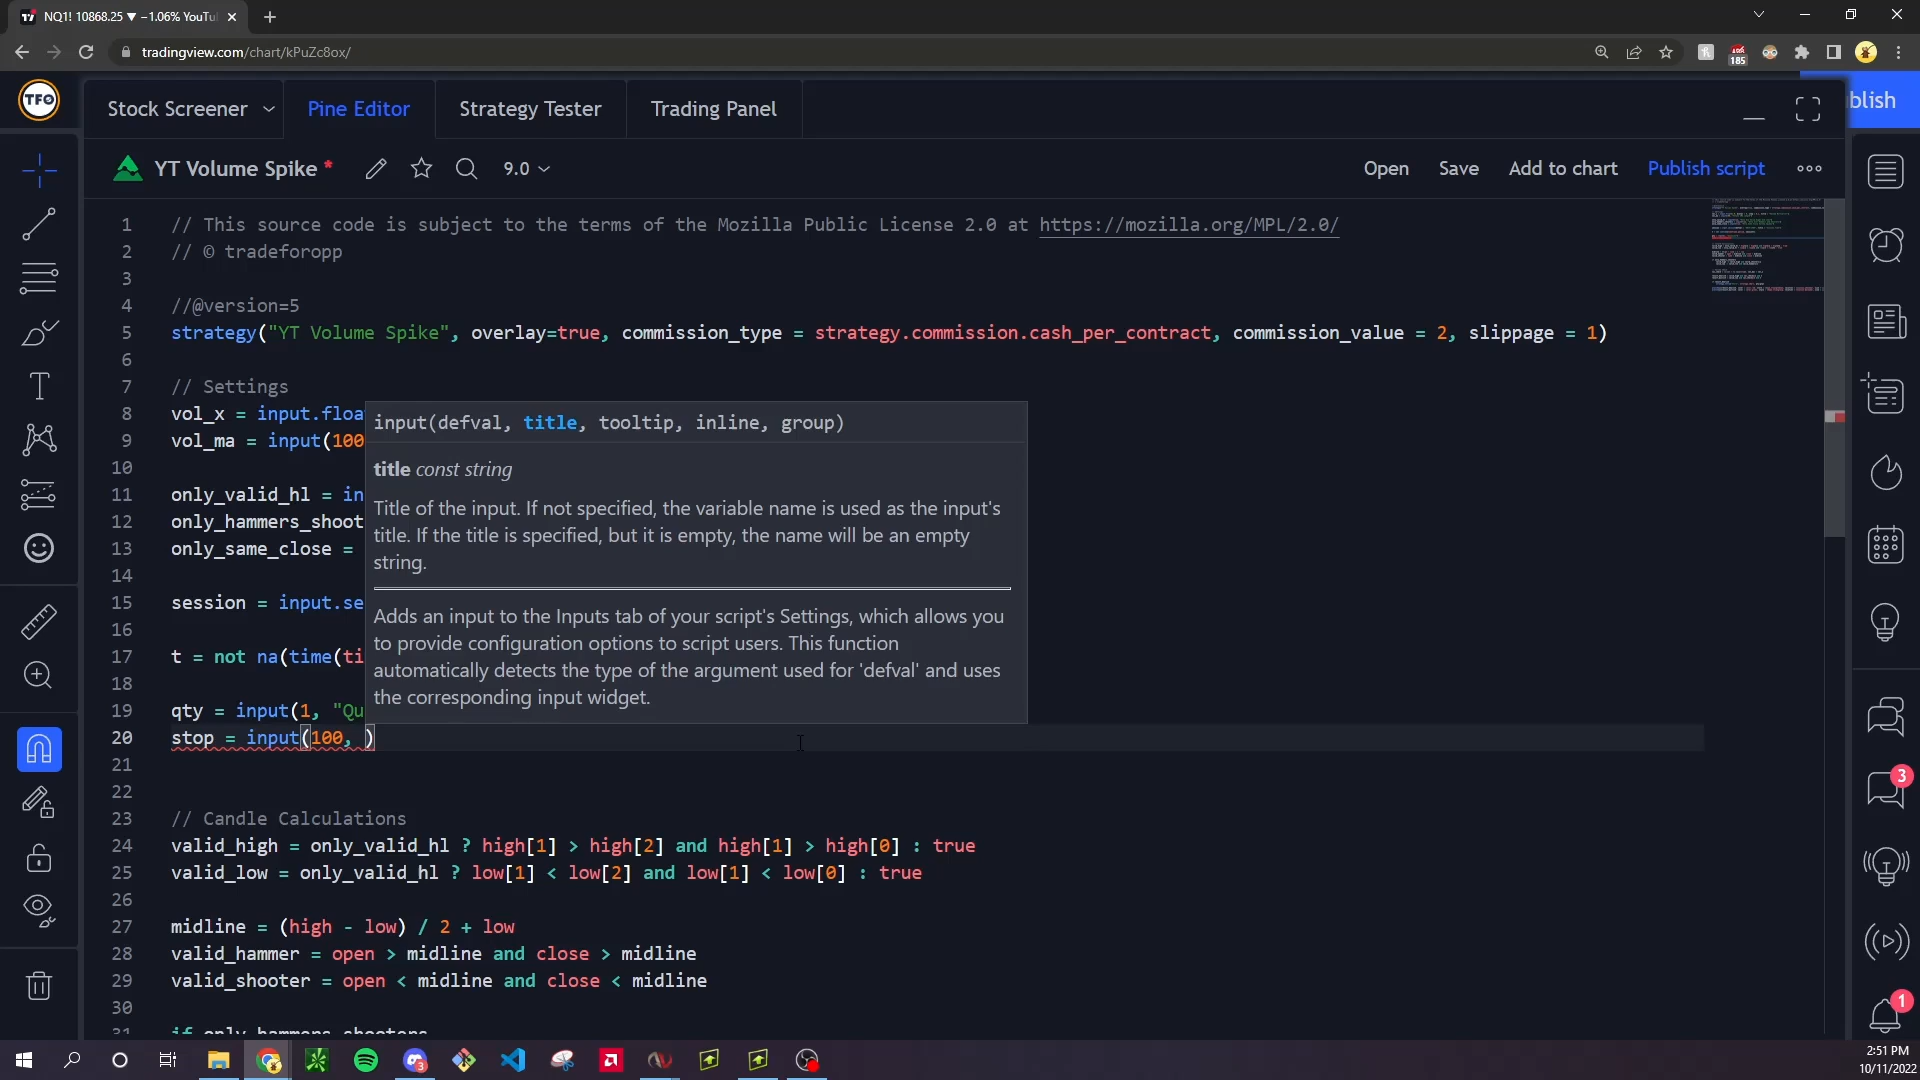 NQ1! 10868.25 ▼ −1.06% YouTu
tradingview.com/chart/kPuZc8ox/
185
TFO
Stock Screener
Pine Editor
Strategy Tester
Trading Panel
blish
YT Volume Spike *
9.0
Open
Save
Add to chart
Publish script
1 // This source code is subject to the terms of the Mozilla Public License 2.0 at https://mozilla.org/MPL/2.0/
2 // © tradeforopp
3
4 //@version=5
5 strategy("YT Volume Spike", overlay=true, commission_type = strategy.commission.cash_per_contract, commission_value = 2, slippage = 1)
6
7 // Settings
8 vol_x = input.floa
9 vol_ma = input(100
10
11 only_valid_hl = in
12 only_hammers_shoot
13 only_same_close =
14
15 session = input.se
16
17 t = not na(time(ti
18
19 qty = input(1, "Qu
20 stop = input(100, )
21
22
23 // Candle Calculations
24 valid_high = only_valid_hl ? high[1] > high[2] and high[1] > high[0] : true
25 valid_low = only_valid_hl ? low[1] < low[2] and low[1] < low[0] : true
26
27 midline = (high - low) / 2 + low
28 valid_hammer = open > midline and close > midline
29 valid_shooter = open < midline and close < midline
30
31 if only_hammers_shooters
input(defval, title, tooltip, inline, group)
title const string
Title of the input. If not specified, the variable name is used as the input's
title. If the title is specified, but it is empty, the name will be an empty
string.
Adds an input to the Inputs tab of your script's Settings, which allows you
to provide configuration options to script users. This function
automatically detects the type of the argument used for 'defval' and uses
the corresponding input widget.
3
1
3
2:51 PM
10/11/2022